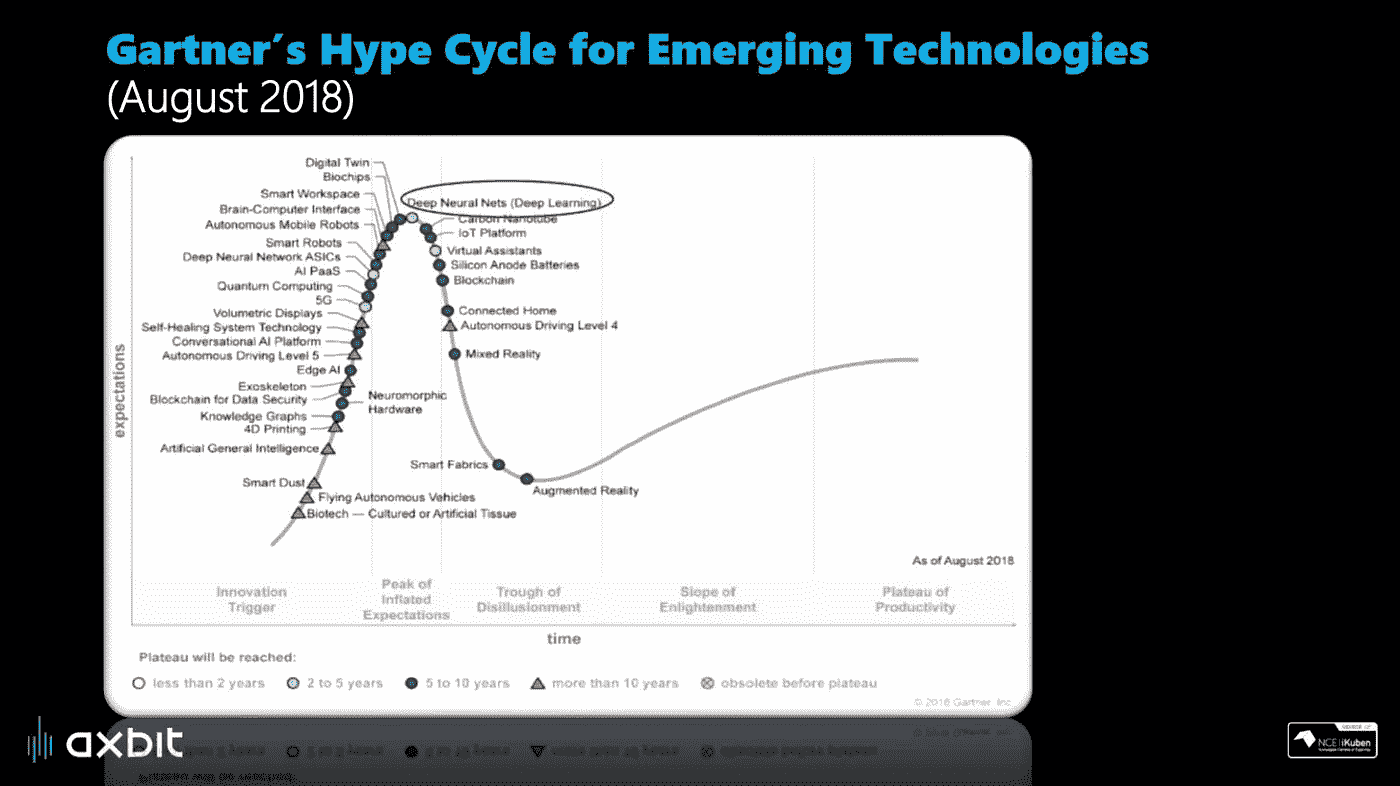 Gartner´s Hype Cycle for Emerging Technologies
(August 2018)
Digital Twin
Biochips
Smart Workspace
Brain-Computer Interface
Autonomous Mobile Robots
Smart Robots
Deep Neural Network ASICs
AI PaaS
Quantum Computing
5G
Volumetric Displays
Self-Healing System Technology
Conversational AI Platform
Autonomous Driving Level 5
Edge AI
Exoskeleton
Blockchain for Data Security
Neuromorphic
Hardware
Knowledge Graphs
4D Printing
Artificial General Intelligence
Smart Dust
Flying Autonomous Vehicles
Biotech — Cultured or Artificial Tissue
Deep Neural Nets (Deep Learning)
Carbon Nanotube
IoT Platform
Virtual Assistants
Silicon Anode Batteries
Blockchain
Connected Home
Autonomous Driving Level 4
Mixed Reality
Smart Fabrics
Augmented Reality
expectations
As of August 2018
Innovation
Trigger
Peak of
Inflated
Expectations
Trough of
Disillusionment
Slope of
Enlightenment
Plateau of
Productivity
time
Plateau will be reached:
less than 2 years
2 to 5 years
5 to 10 years
more than 10 years
obsolete before plateau
© 2018 Gartner, Inc.
axbit
NCE iKuben